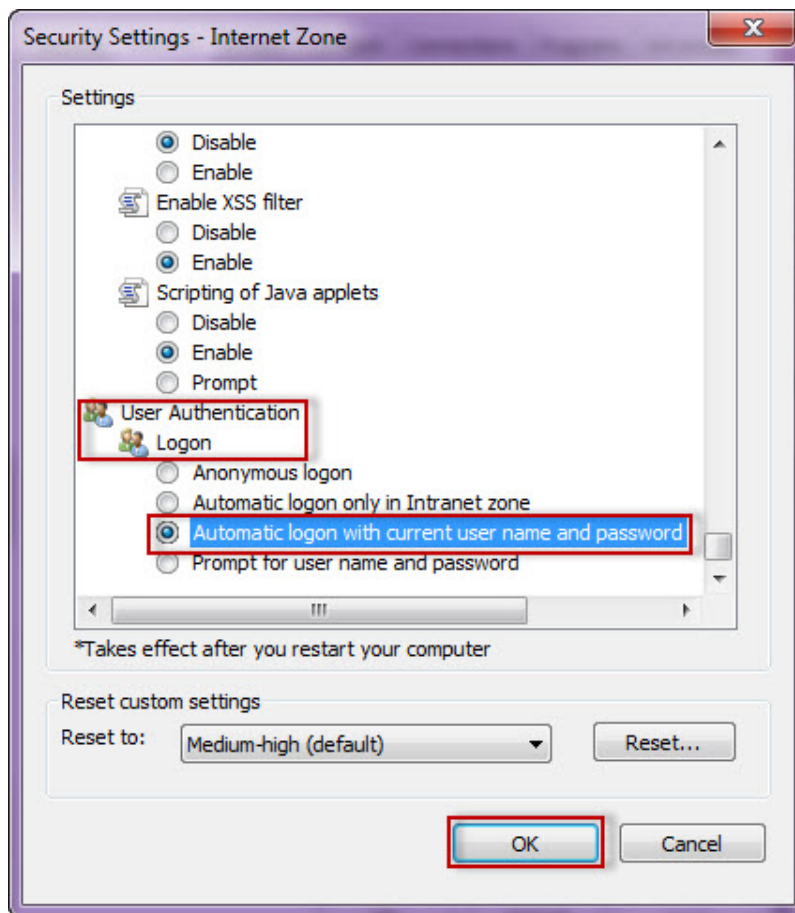 Security Settings - Internet Zone
Settings
Disable
Enable
Enable XSS filter
Disable
Enable
Scripting of Java applets
Disable
Enable
Prompt
User Authentication
Logon
Anonymous logon
Automatic logon only in Intranet zone
Automatic logon with current user name and password
Prompt for user name and password
*Takes effect after you restart your computer
Reset custom settings
Reset to: Medium-high (default) Reset...
OK Cancel